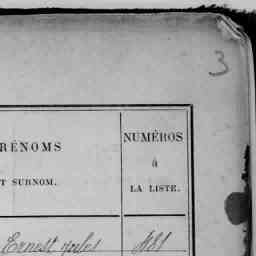 3
RÉNOMS
T SURNOM.
NUMÉROS
à
LA LISTE.
Ernest Jules